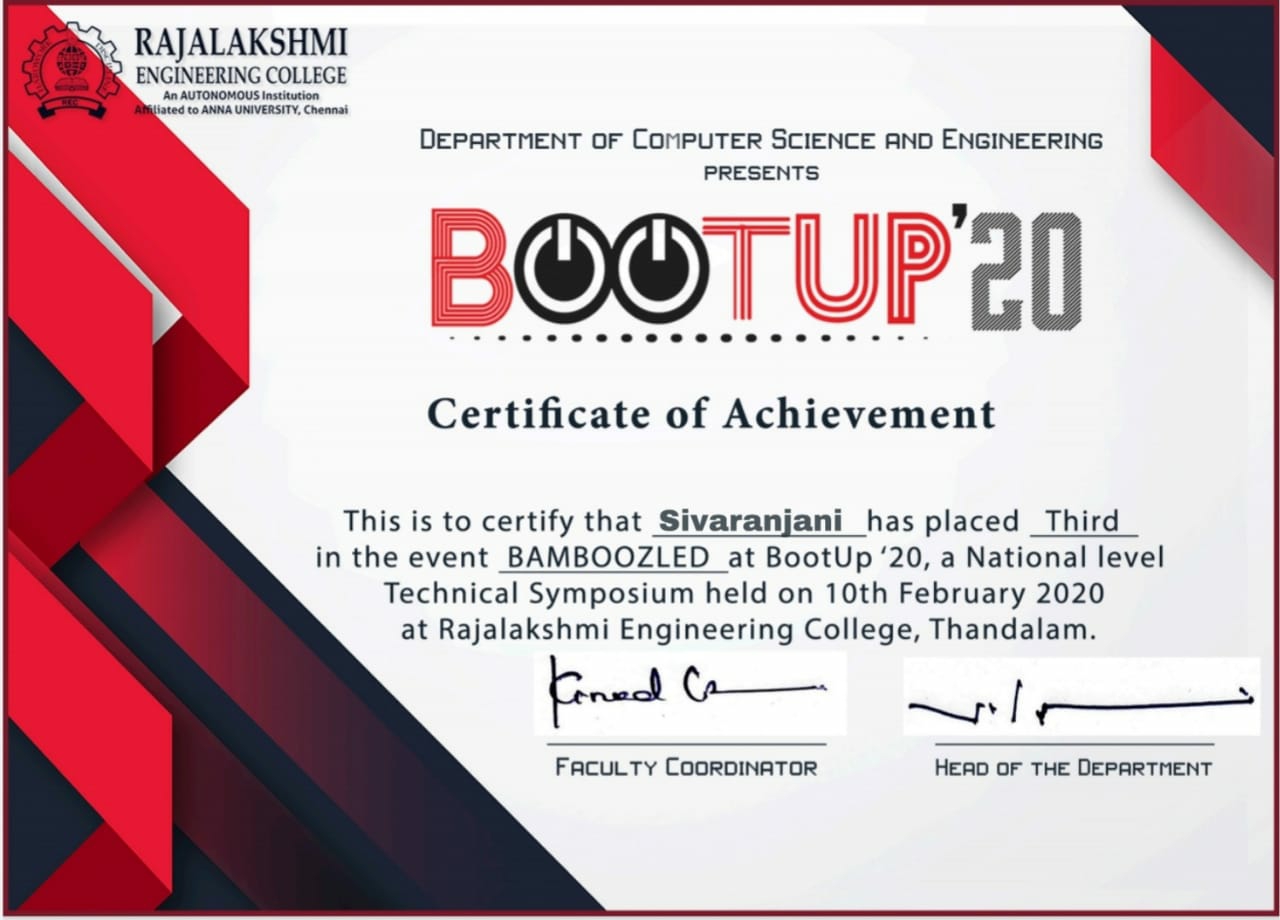 RAJALAKSHMI
ENGINEERING COLLEGE
An AUTONOMOUS Institution
Affiliated to ANNA UNIVERSITY, Chennai
HARDWORK DISCIPLINE
REC
DEPARTMENT OF COMPUTER SCIENCE AND ENGINEERING
PRESENTS
BOOTUP'20
Certificate of Achievement
This is to certify that Sivaranjani has placed Third
in the event BAMBOOZLED at BootUp ‘20, a National level
Technical Symposium held on 10th February 2020
at Rajalakshmi Engineering College, Thandalam.
FACULTY COORDINATOR
HEAD OF THE DEPARTMENT